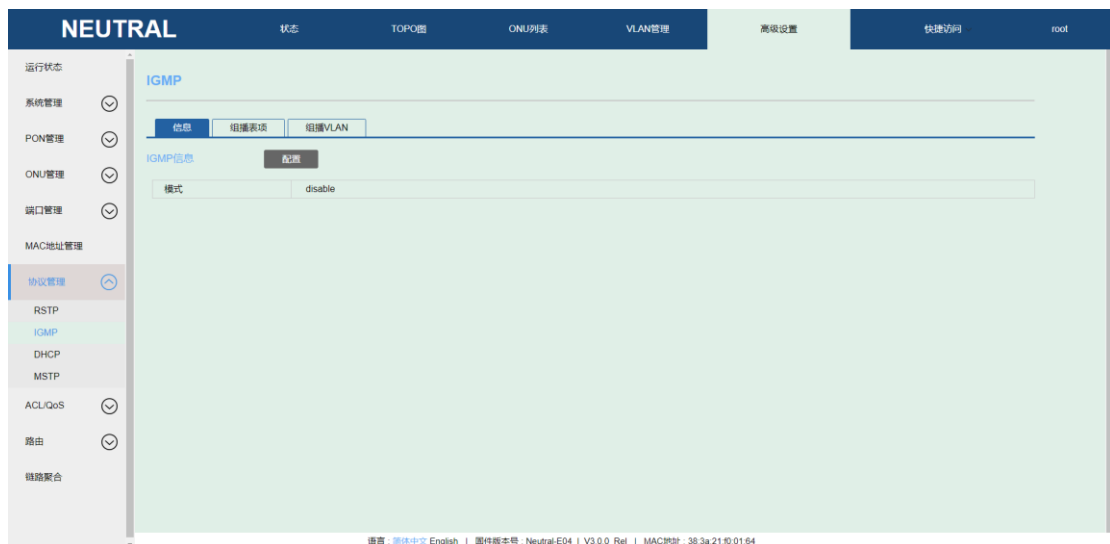 NEUTRAL 状态 TOPO图 ONU列表 VLAN管理 高级设置 快捷访问 root
运行状态
系统管理
PON管理
ONU管理
端口管理
MAC地址管理
协议管理
RSTP
IGMP
DHCP
MSTP
ACL/QoS
路由
链路聚合
IGMP
信息 组播表项 组播VLAN
IGMP信息 配置
模式 disable
语言 : 简体中文 English | 固件版本号 : Neutral-E04 | V3.0.0_Rel | MAC地址 : 38:3a:21:f0:01:64